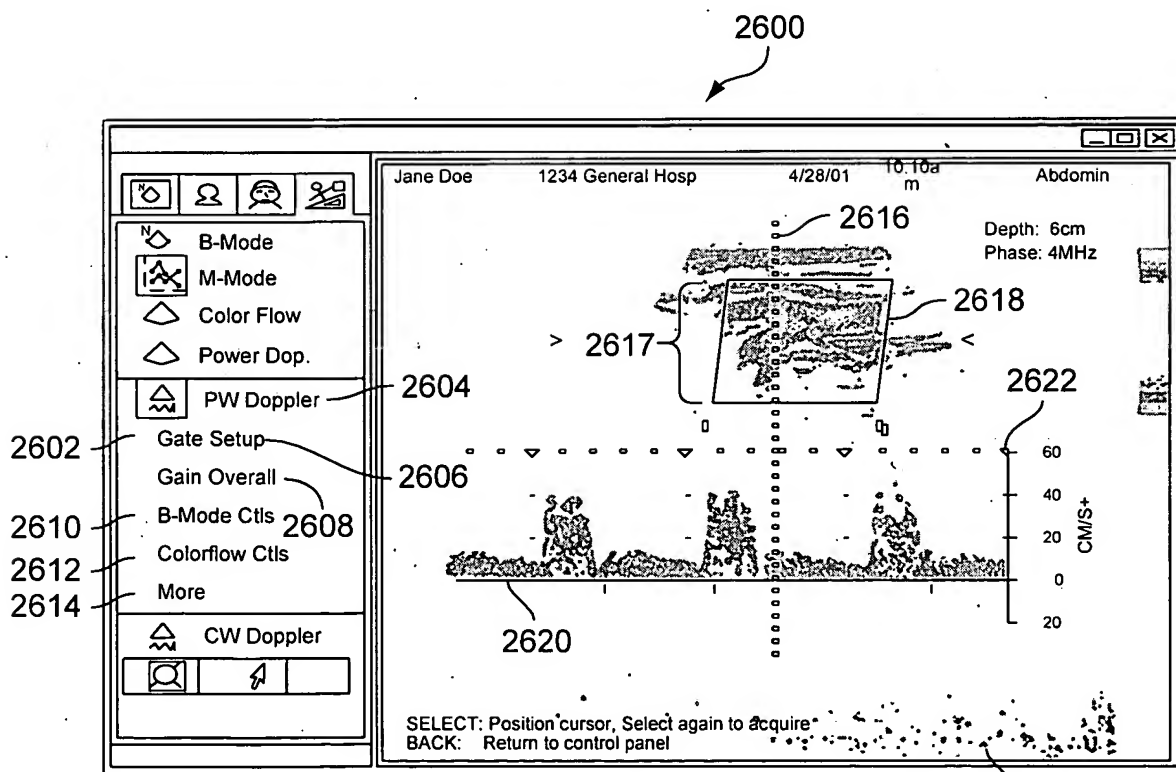 2600
Jane Doe 1234 General Hosp 4/28/01 10.10a m Abdomin
N
2616
N B-Mode
Depth: 6cm
M-Mode
Phase: 4MHz
Color Flow
2618
2617
> <
Power Dop.
2622
PW Doppler 2604
2602 Gate Setup 2606
60
Gain Overall 2608
40
2610 B-Mode Ctls
CM/S+
20
2612 Colorflow Ctls
0
2614 More
20
2620
CW Doppler
SELECT: Position cursor, Select again to acquire
BACK: Return to control panel